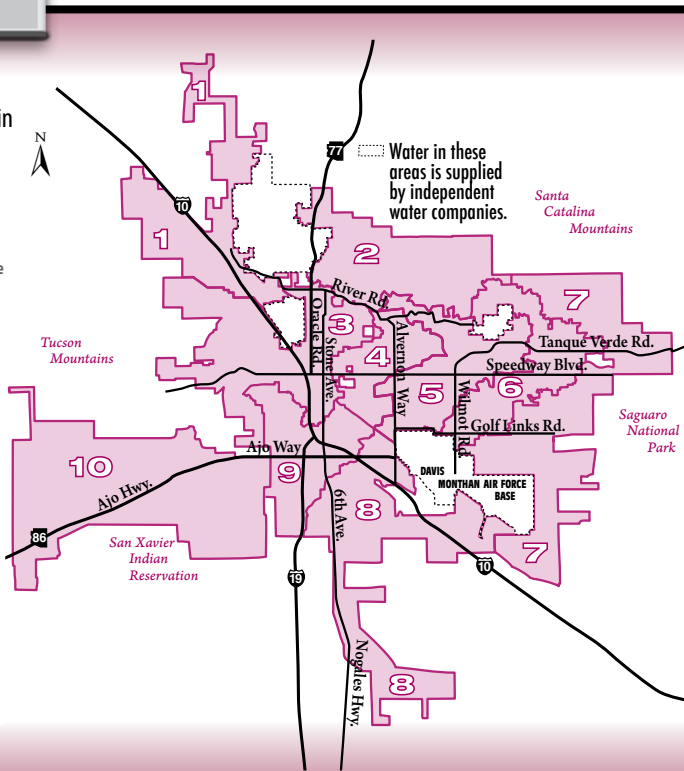 in
N
e
1
77
Water in these
areas is supplied
by independent
water companies.
Santa
Catalina
Mountains
10
1
2
River Rd.
7
Oracle Rd.
Stone Ave.
3
4
Alvernon Way
Tanque Verde Rd.
Speedway Blvd.
Tucson
Mountains
5
6
Wilmot Rd.
Golf Links Rd.
Saguaro
National
Park
Ajo Way
10
9
DAVIS
MONTHAN AIR FORCE
BASE
Ajo Hwy.
6th Ave.
8
86
San Xavier
Indian
Reservation
7
19
10
Nogales Hwy.
8